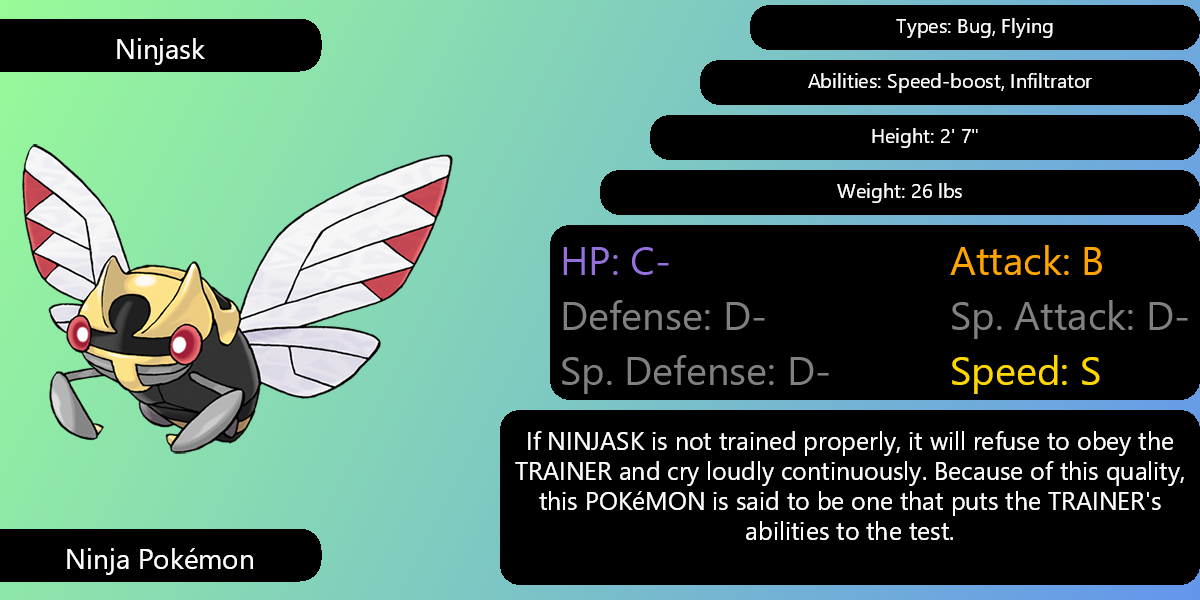 Ninjask
Types: Bug, Flying
Abilities: Speed-boost, Infiltrator
Height: 2' 7"
Weight: 26 lbs
HP: C-
Attack: B
Defense: D-
Sp. Attack: D-
Sp. Defense: D-
Speed: S
If NINJASK is not trained properly, it will refuse to obey the
TRAINER and cry loudly continuously. Because of this quality,
this POKéMON is said to be one that puts the TRAINER's
abilities to the test.
Ninja Pokémon